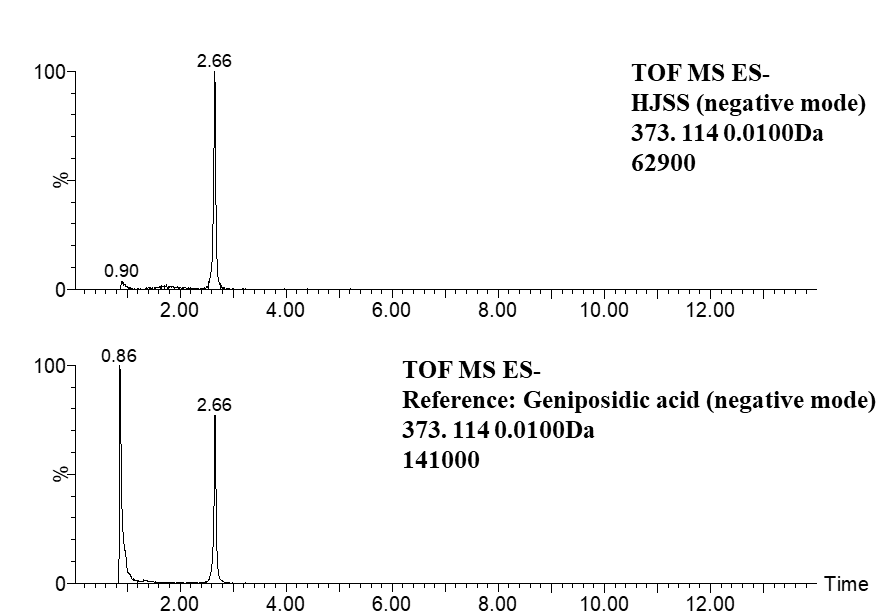 2.66
100
TOF MS ES-
HJSS (negative mode)
373. 114 0.0100Da
62900
%
0.90
0
2.00 4.00 6.00 8.00 10.00 12.00
0.86
100
TOF MS ES-
Reference: Geniposidic acid (negative mode)
2.66
373. 114 0.0100Da
141000
%
0
Time
2.00 4.00 6.00 8.00 10.00 12.00